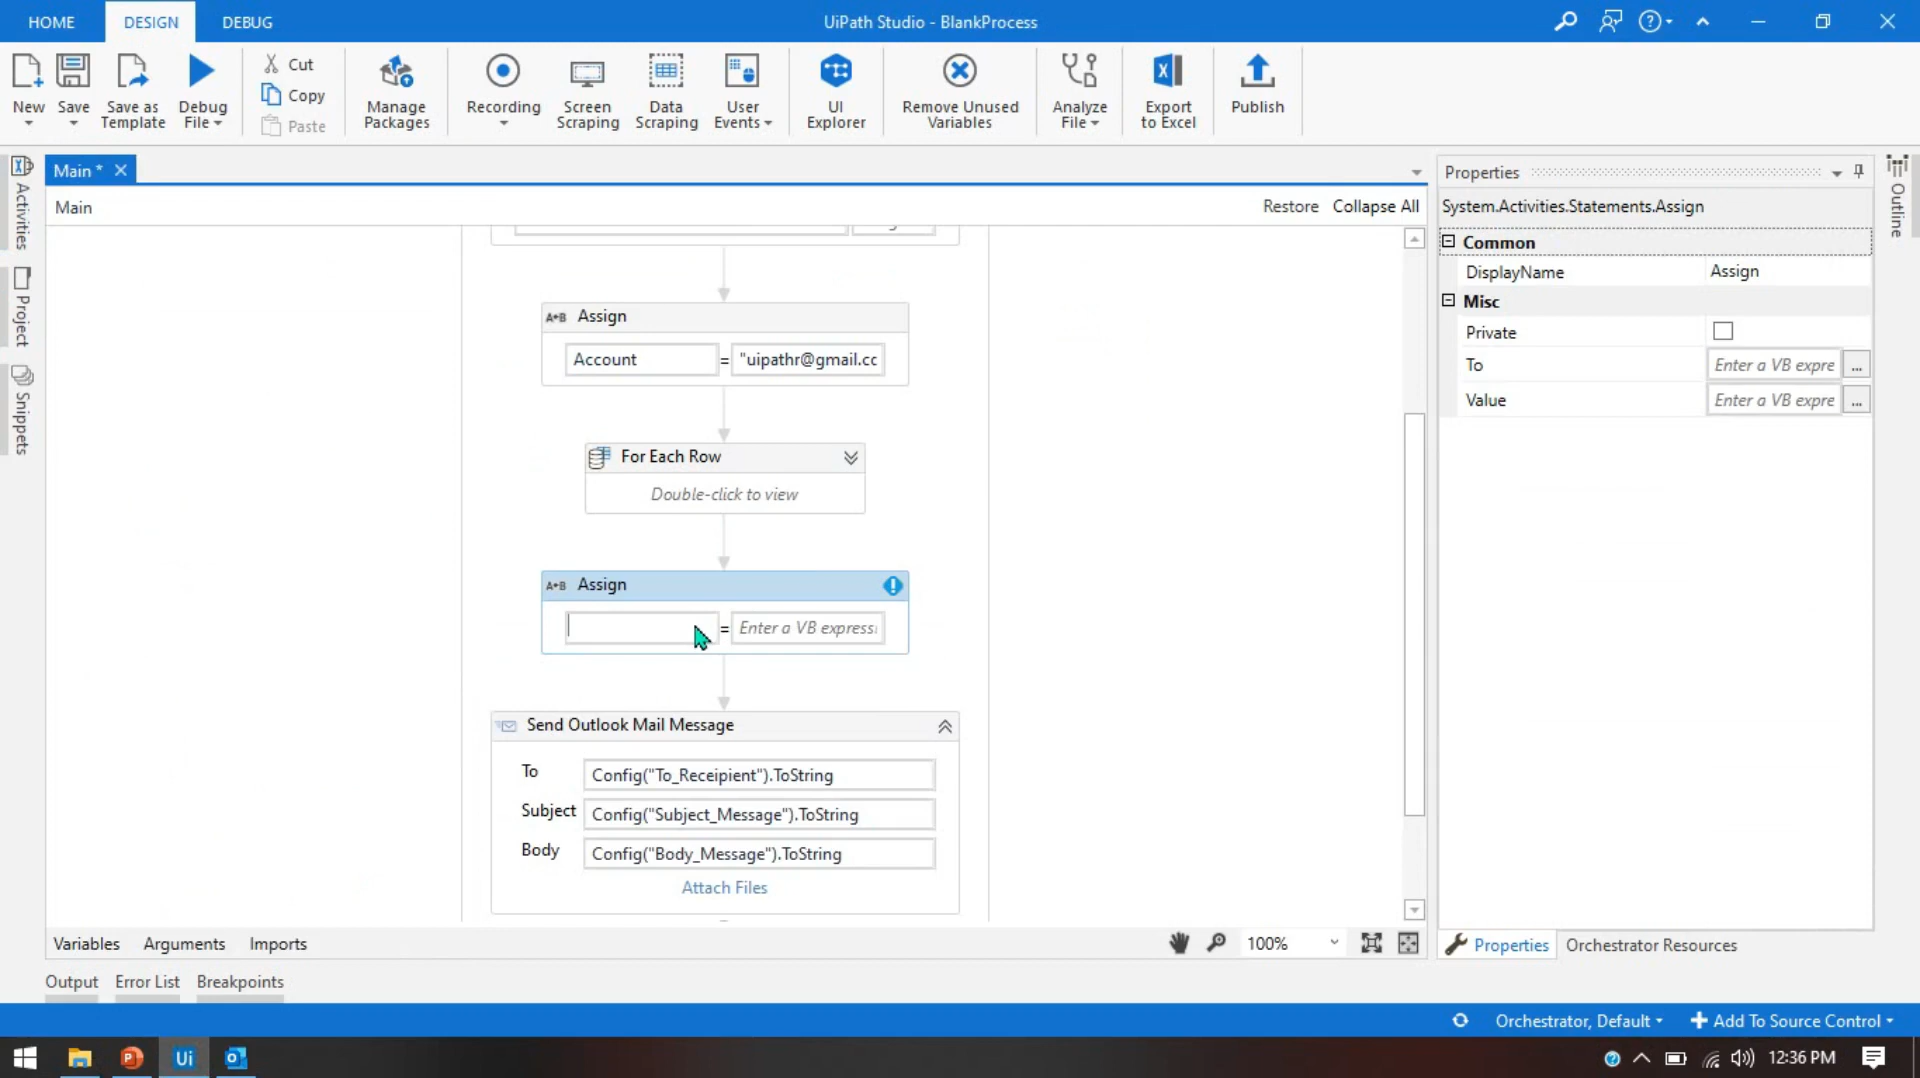 HOME DESIGN DEBUG UiPath Studio - BlankProcess
New Save Save as Template Debug File Cut Copy Paste Manage Packages Recording Screen Scraping Data Scraping User Events UI Explorer Remove Unused Variables Analyze File Export to Excel Publish
Main *
Main Restore Collapse All
Activities
Project
Snippets
Assign
Account = "uipathr@gmail.cc
For Each Row
Double-click to view
Assign
= Enter a VB express
Send Outlook Mail Message
To Config("To_Receipient").ToString
Subject Config("Subject_Message").ToString
Body Config("Body_Message").ToString
Attach Files
Variables Arguments Imports 100%
Output Error List Breakpoints
Properties
System.Activities.Statements.Assign
Common
DisplayName Assign
Misc
Private
To Enter a VB expre ...
Value Enter a VB expre ...
Properties Orchestrator Resources
Outline
Orchestrator, Default Add To Source Control
Ui 12:36 PM